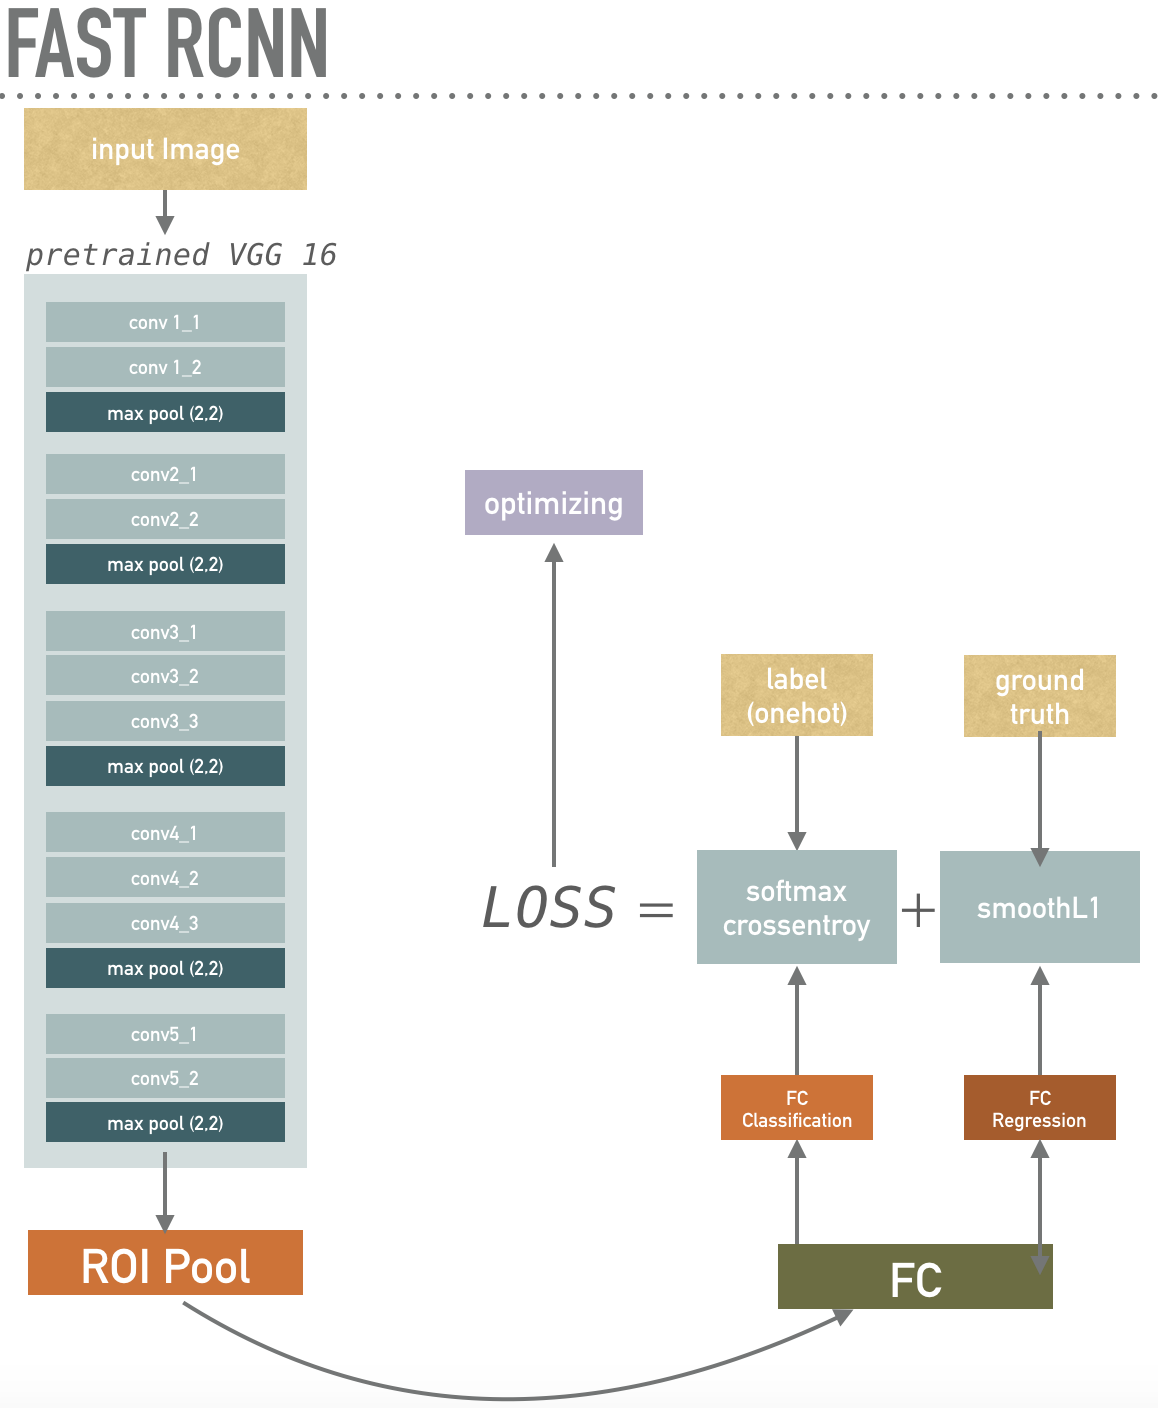 FAST RCNN
input Image
pretrained VGG 16
conv 1_1
conv 1_2
max pool (2,2)
conv2_1
conv2_2
max pool (2,2)
conv3_1
conv3_2
conv3_3
max pool (2,2)
conv4_1
conv4_2
conv4_3
max pool (2,2)
conv5_1
conv5_2
max pool (2,2)
ROI Pool
optimizing
label
(onehot)
ground
truth
LOSS =
softmax
crossentroy
+
smoothL1
FC
Classification
FC
Regression
FC